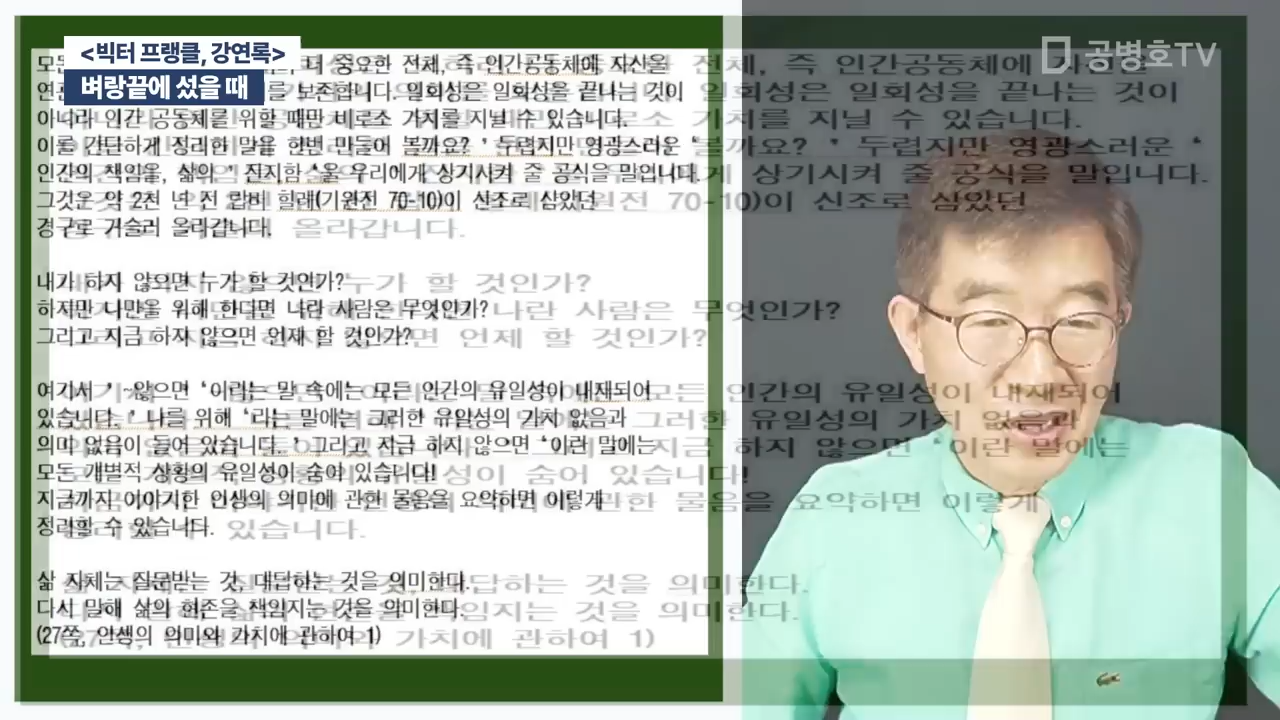 <빅터 프랭클, 강연록>
벼랑끝에 섰을 때
공병호TV
더 중요한 전체, 즉 인간공동체에 자신을
보존합니다. 일회성은 일회성을 끝나는 것이
아니라 인간 공동체를 위할 때만 비로소 가치를 지닐 수 있습니다.
이를 간단하게 정리한 말을 한번 만들어 볼까요? ' 두렵지만 영광스러운 '
인간의 책임을, 삶의 ' 진지한 '을 우리에게 상기시켜 줄 공식을 말입니다.
그것은 약 2천 년 전 랍비 힐레(기원전 70-10)이 신조로 삼았던
경구로 거슬러 올라갑니다.
내가 하지 않으면 누가 할 것인가?
하지만 나만을 위해 한다면 나란 사람은 무엇인가?
그리고 지금 하지 않으면 언제 할 것인가?
여기서 ' ~않으면 '이라는 말 속에는 모든 인간의 유일성이 내재되어
있습니다. ' 나를 위해 '라는 말에는 그러한 유일성의 가치 없음과
의미 없음이 들어 있습니다. ' 그리고 지금 하지 않으면 '이란 말에는
모든 개별적 상황의 유일성이 숨어 있습니다!
지금까지 이야기한 인생의 의미에 관한 물음을 요약하면 이렇게
정리할 수 있습니다.
삶 자체는 질문받는 것, 대답하는 것을 의미한다.
다시 말해 삶의 현존을 책임지는 것을 의미한다.
(27쪽, 인생의 의미와 가치에 관하여 1)